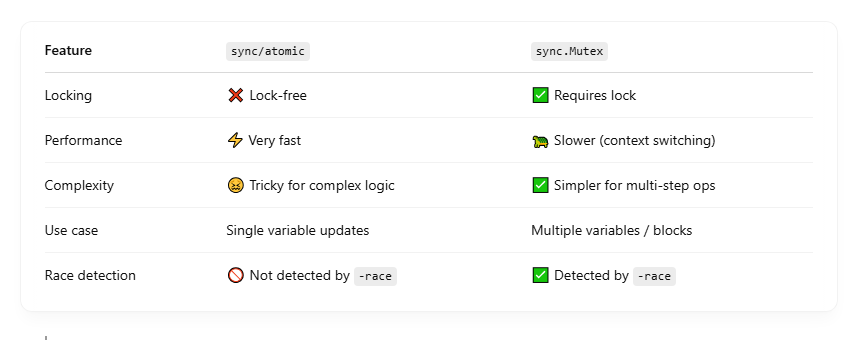 Feature sync/atomic sync.Mutex
Locking ❌ Lock-free ✅ Requires lock
Performance ⚡ Very fast 🐢 Slower (context switching)
Complexity 😖 Tricky for complex logic ✅ Simpler for multi-step ops
Use case Single variable updates Multiple variables / blocks
Race detection 🚫 Not detected by -race ✅ Detected by -race